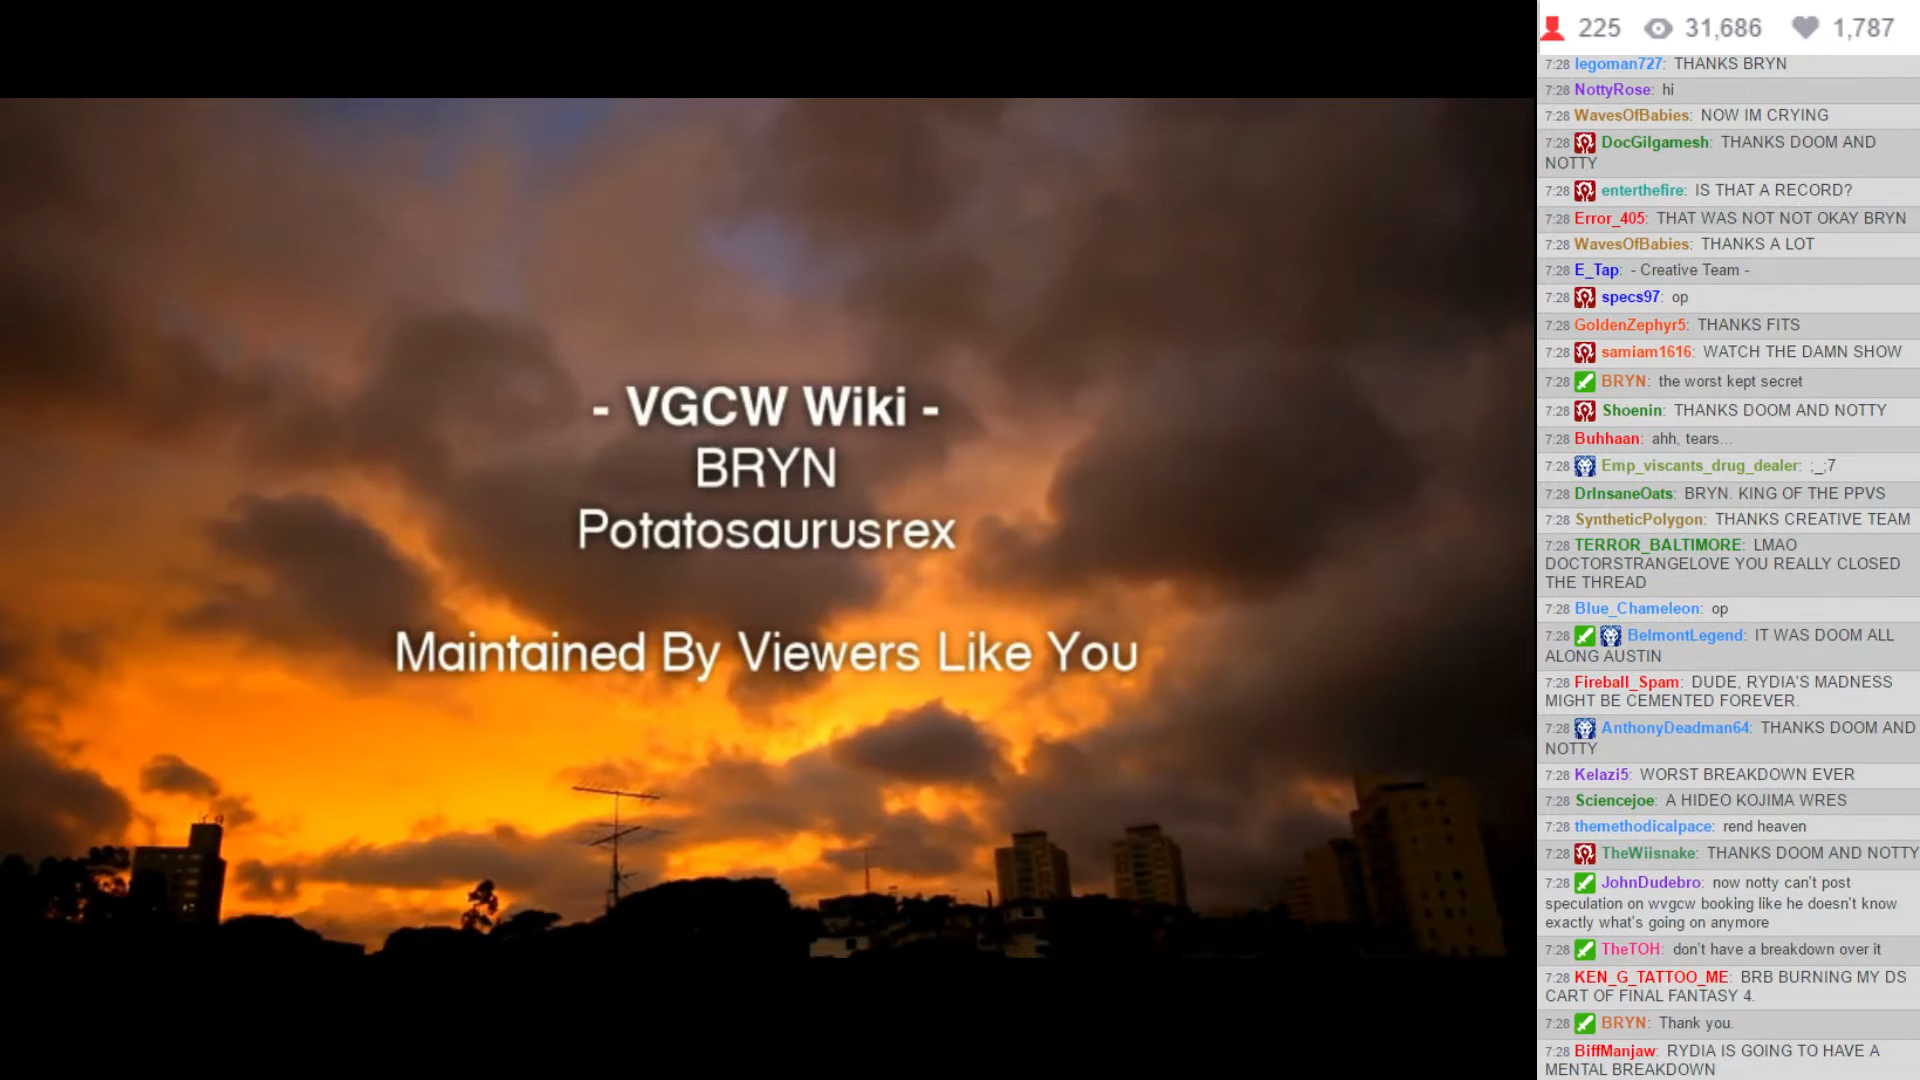 - VGCW Wiki -
BRYN
Potatosaurusrex
Maintained By Viewers Like You
225 31,686 1,787
7:28 legoman727: THANKS BRYN
7:28 NottyRose: hi
7:28 WavesOfBabies: NOW IM CRYING
7:28 DocGilgamesh: THANKS DOOM AND
NOTTY
7:28 enterthefire: IS THAT A RECORD?
7:28 Error_405: THAT WAS NOT NOT OKAY BRYN
7:28 WavesOfBabies: THANKS A LOT
7:28 E_Tap: - Creative Team -
7:28 specs97: op
7:28 GoldenZephyr5: THANKS FITS
7:28 samiam1616: WATCH THE DAMN SHOW
7:28 BRYN: the worst kept secret
7:28 Shoenin: THANKS DOOM AND NOTTY
7:28 Buhhaan: ahh, tears...
7:28 Emp_viscants_drug_dealer: ;_;7
7:28 DrInsaneOats: BRYN. KING OF THE PPVS
7:28 SyntheticPolygon: THANKS CREATIVE TEAM
7:28 TERROR_BALTIMORE: LMAO
DOCTORSTRANGELOVE YOU REALLY CLOSED
THE THREAD
7:28 Blue_Chameleon: op
7:28 BelmontLegend: IT WAS DOOM ALL
ALONG AUSTIN
7:28 Fireball_Spam: DUDE, RYDIA'S MADNESS
MIGHT BE CEMENTED FOREVER.
7:28 AnthonyDeadman64: THANKS DOOM AND
NOTTY
7:28 Kelazi5: WORST BREAKDOWN EVER
7:28 Sciencejoe: A HIDEO KOJIMA WRES
7:28 themethodicalpace: rend heaven
7:28 TheWiisnake: THANKS DOOM AND NOTTY
7:28 JohnDudebro: now notty can't post
speculation on wvgcw booking like he doesn't know
exactly what's going on anymore
7:28 TheTOH: don't have a breakdown over it
7:28 KEN_G_TATTOO_ME: BRB BURNING MY DS
CART OF FINAL FANTASY 4.
7:28 BRYN: Thank you.
7:28 BiffManjaw: RYDIA IS GOING TO HAVE A
MENTAL BREAKDOWN